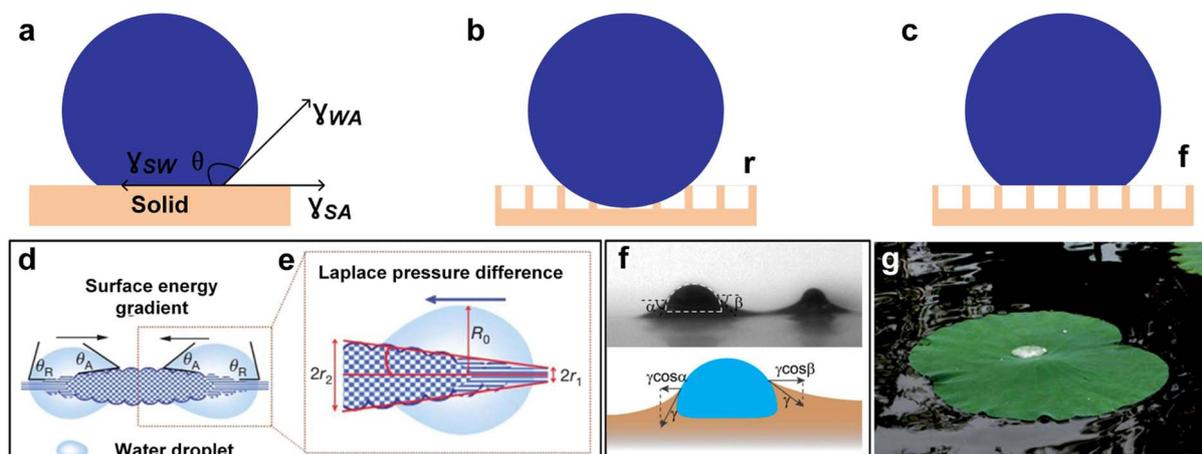 a
b
c
γWA
γSW θ
γSA
Solid
r
f
d
Surface energy
gradient
θR
θA
θA
θR
Water droplet
e
Laplace pressure difference
R0
2r2
2r1
f
α
β
γcosα
γcosβ
γ
γ
g